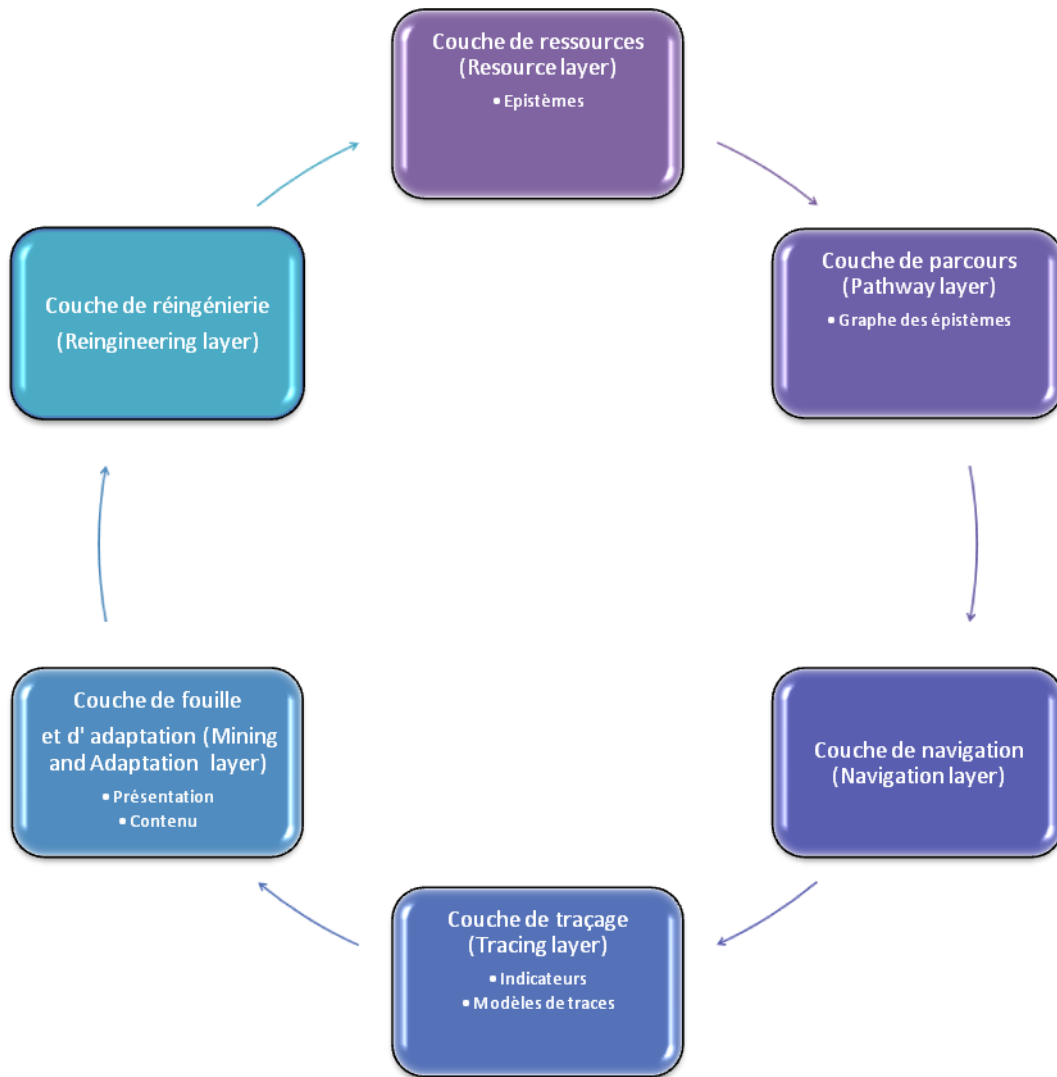 Couche de ressources
(Resource layer)
• Epistèmes
Couche de parcours
(Pathway layer)
• Graphe des épistèmes
Couche de navigation
(Navigation layer)
Couche de traçage
(Tracing layer)
• Indicateurs
• Modèles de traces
Couche de fouille
et d' adaptation (Mining
and Adaptation layer)
• Présentation
• Contenu
Couche de réingénierie
(Reingineering layer)